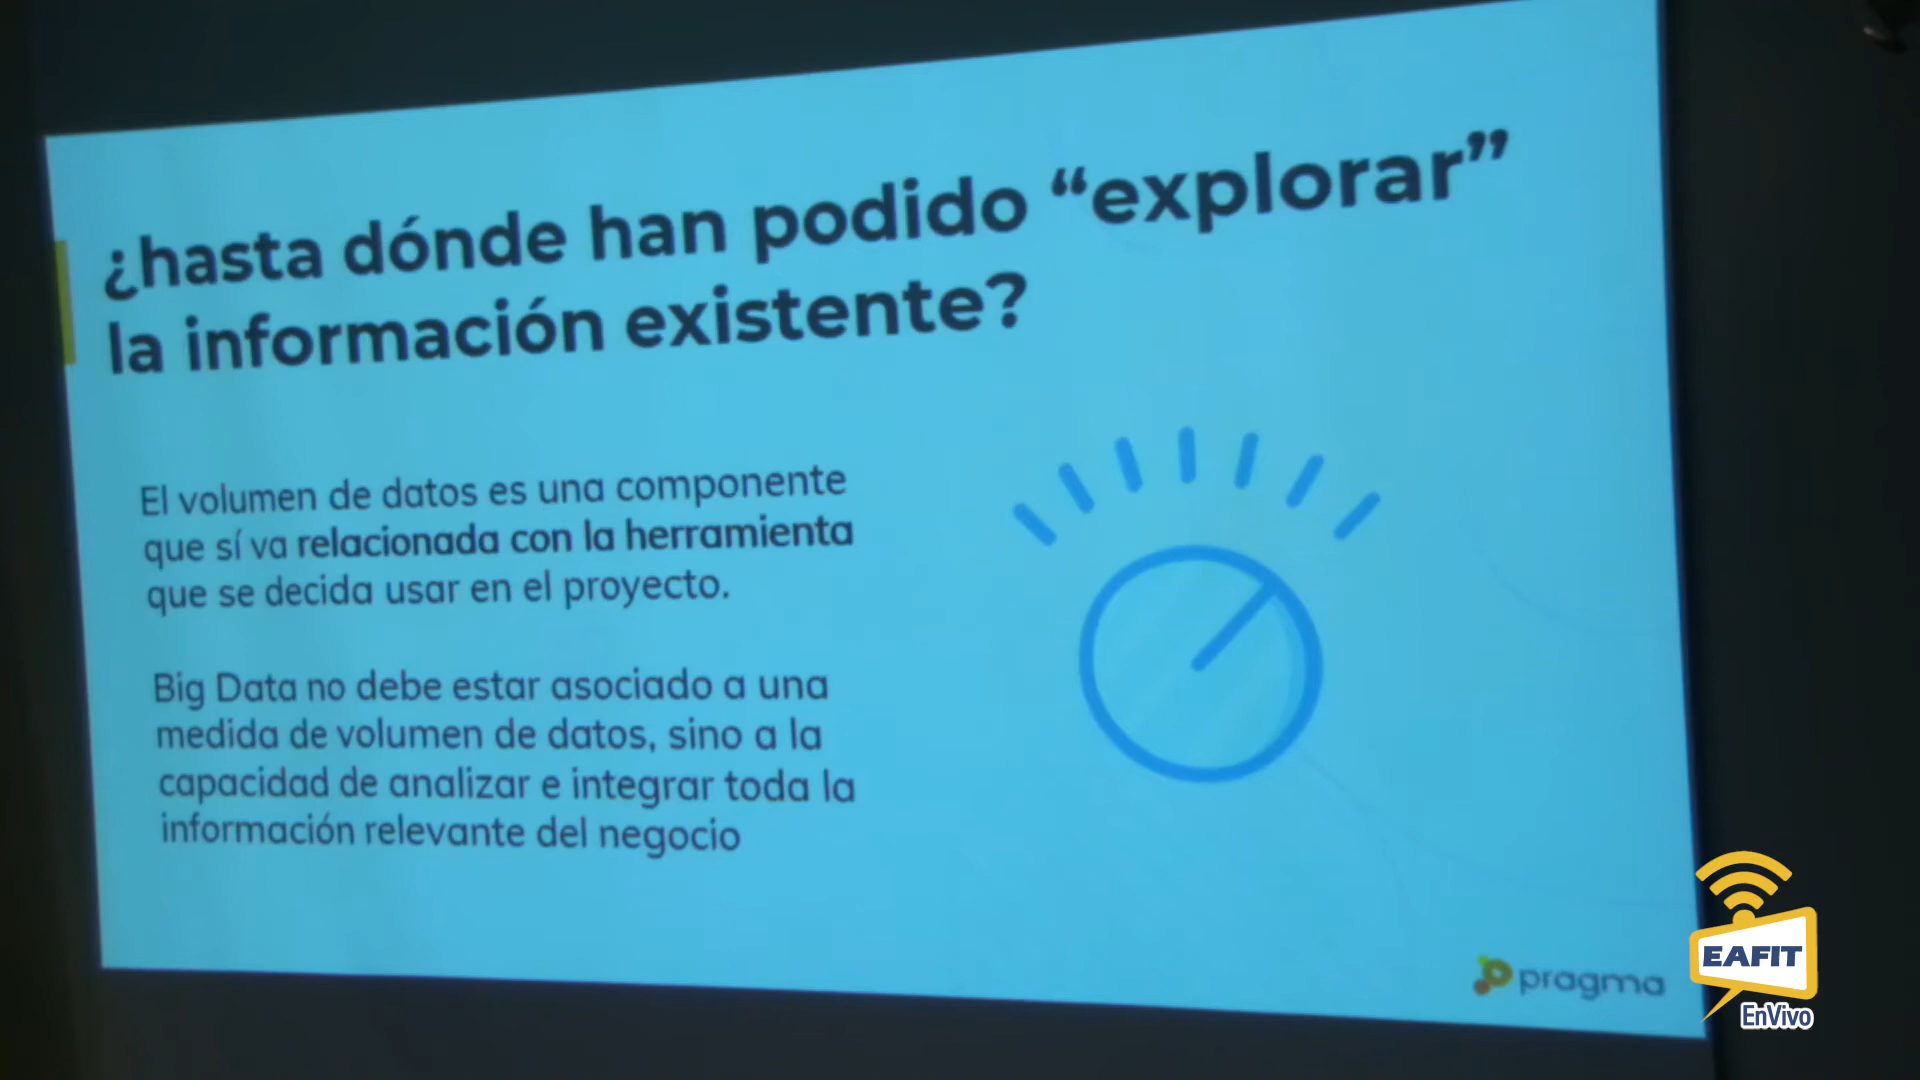 ¿hasta dónde han podido “explorar”
la información existente?
El volumen de datos es una componente
que sí va relacionada con la herramienta
que se decida usar en el proyecto.
Big Data no debe estar asociado a una
medida de volumen de datos, sino a la
capacidad de analizar e integrar toda la
información relevante del negocio
pragma
EAFIT
EnVivo